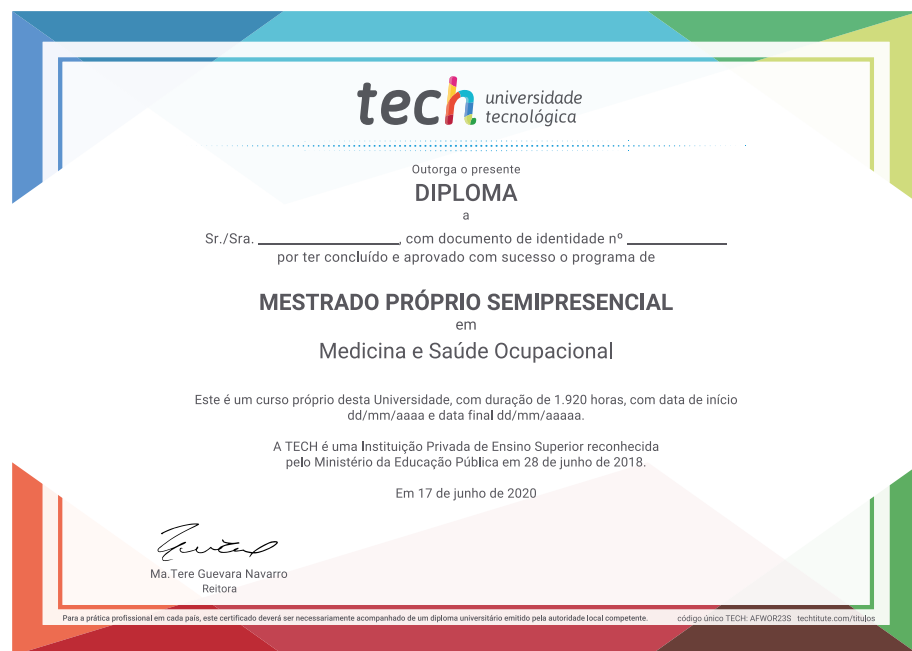 tech universidade
tecnológica
Outorga o presente
DIPLOMA
a
Sr./Sra. ____________, com documento de identidade nº ____________
por ter concluído e aprovado com sucesso o programa de
MESTRADO PRÓPRIO SEMIPRESENCIAL
em
Medicina e Saúde Ocupacional
Este é um curso próprio desta Universidade, com duração de 1.920 horas, com data de início
dd/mm/aaaa e data final dd/mm/aaaaa.
A TECH é uma Instituição Privada de Ensino Superior reconhecida
pelo Ministério da Educação Pública em 28 de junho de 2018.
Em 17 de junho de 2020
Ma.Tere Guevara Navarro
Reitora
Para a prática profissional em cada país, este certificado deverá ser necessariamente acompanhado de um diploma universitário emitido pela autoridade local competente. código único TECH: AFWOR23S techtitute.com/titulos